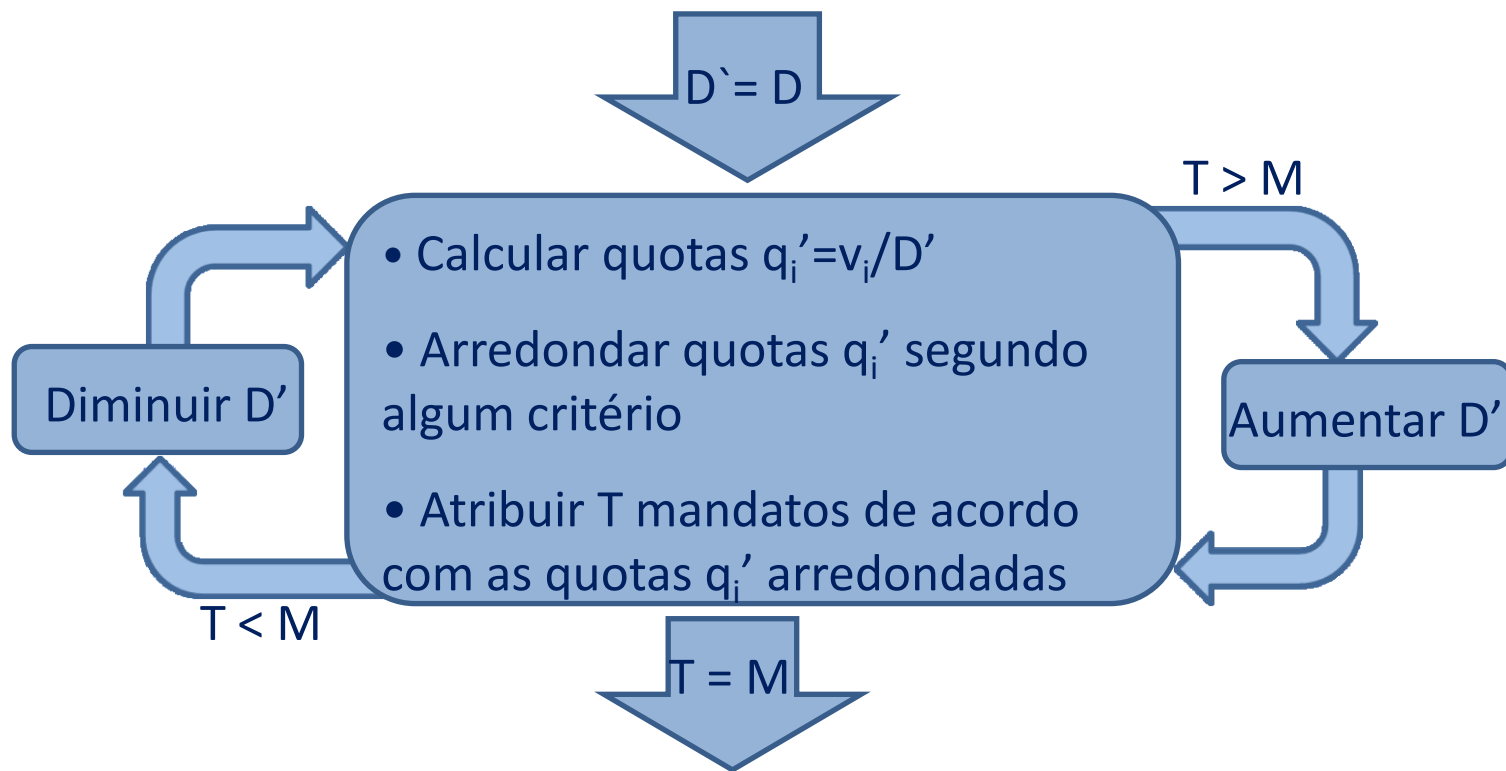 D`= D
T > M
• Calcular quotas qi’=vi/D’
• Arredondar quotas qi’ segundo
algum critério
• Atribuir T mandatos de acordo
com as quotas qi’ arredondadas
Diminuir D’
Aumentar D’
T < M
T = M